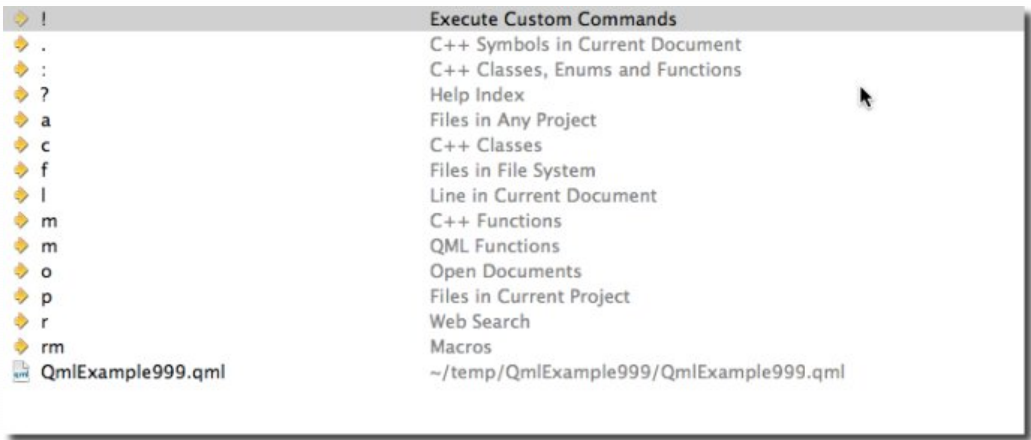 ! Execute Custom Commands
. C++ Symbols in Current Document
: C++ Classes, Enums and Functions
? Help Index
a Files in Any Project
c C++ Classes
f Files in File System
l Line in Current Document
m C++ Functions
m QML Functions
o Open Documents
p Files in Current Project
r Web Search
rm Macros
qml QmlExample999.qml ~/temp/QmlExample999/QmlExample999.qml